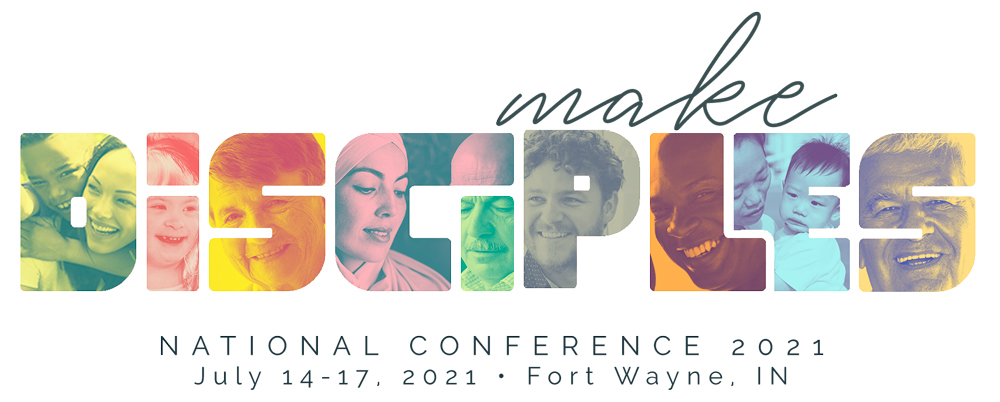 make
DiSCiPLES
NATIONAL CONFERENCE 2021
July 14-17, 2021 • Fort Wayne, IN